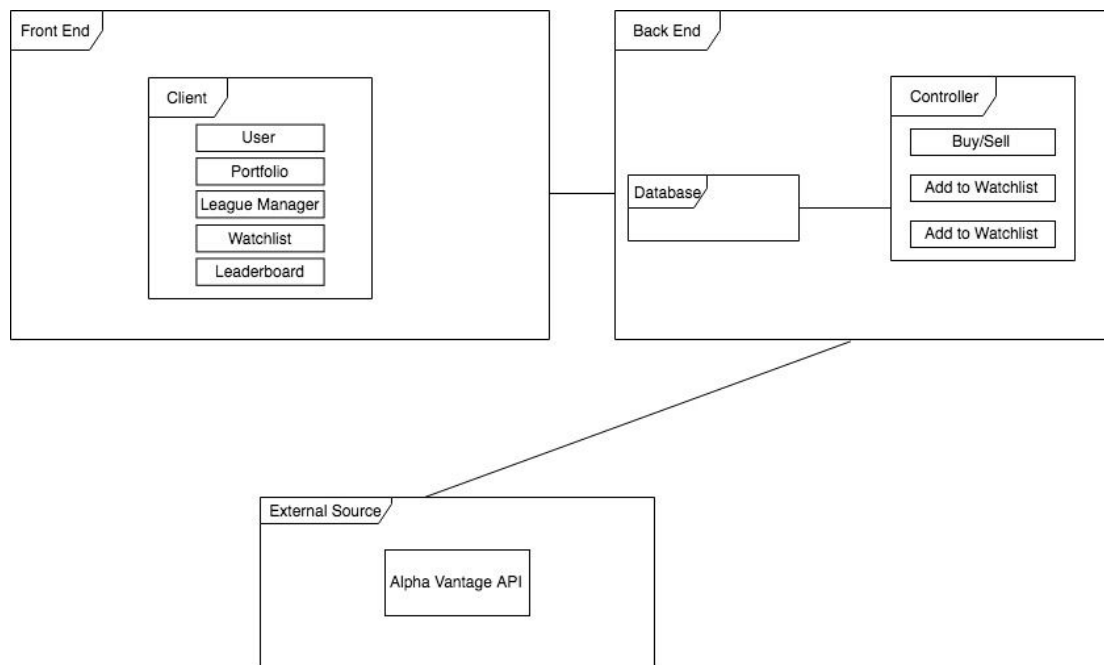 Front End
Client
User
Portfolio
League Manager
Watchlist
Leaderboard
Back End
Database
Controller
Buy/Sell
Add to Watchlist
Add to Watchlist
External Source
Alpha Vantage API